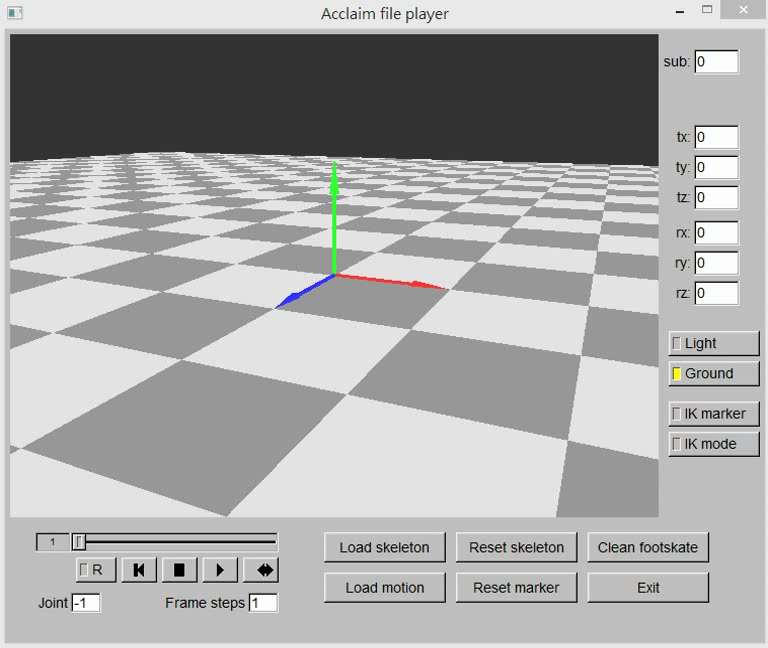 Acclaim file player
sub: 0
tx: 0
ty: 0
tz: 0
rx: 0
ry: 0
rz: 0
Light
Ground
IK marker
IK mode
1
R
Joint -1 Frame steps 1
Load skeleton Reset skeleton Clean footskate
Load motion Reset marker Exit